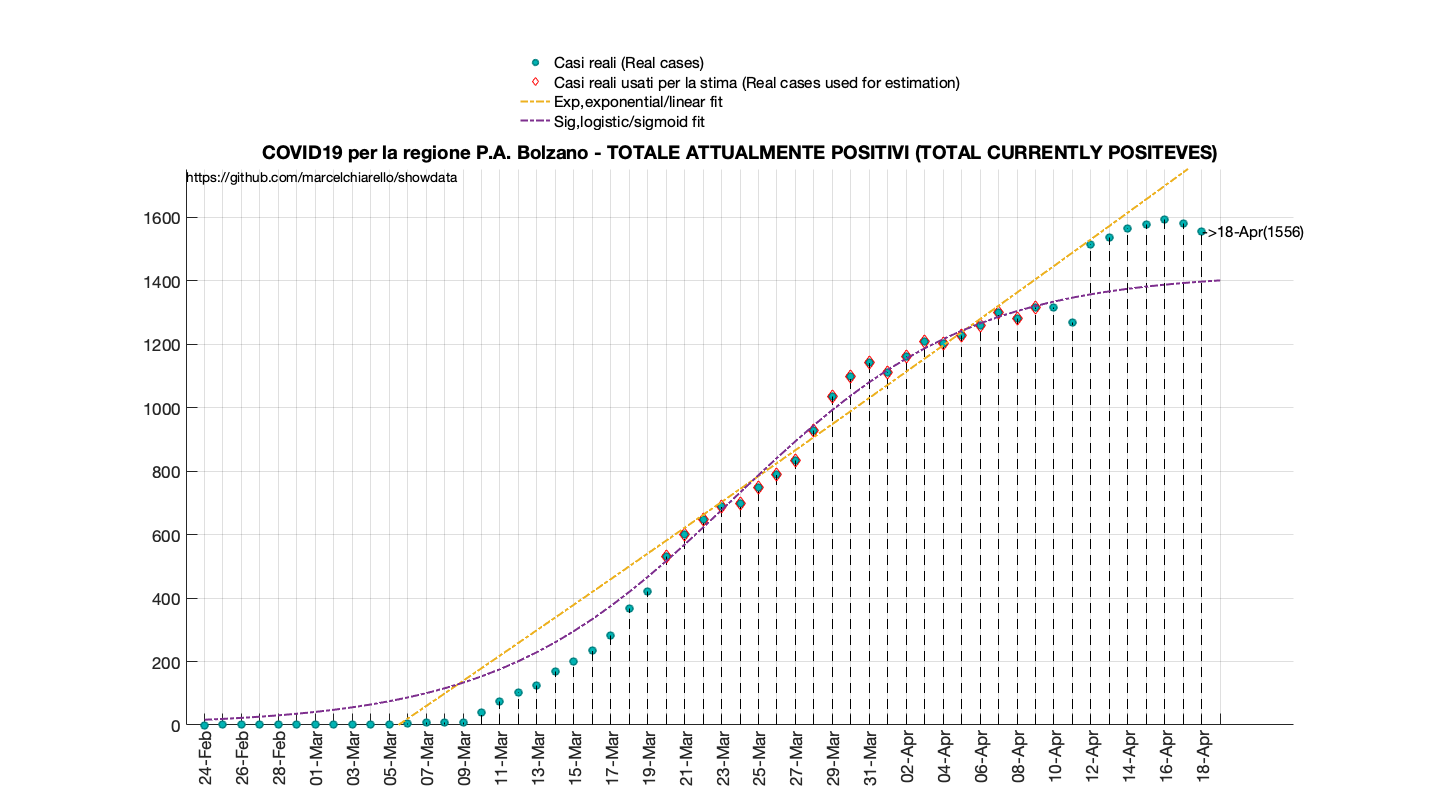 Casi reali (Real cases)
Casi reali usati per la stima (Real cases used for estimation)
Exp,exponential/linear fit
Sig,logistic/sigmoid fit
COVID19 per la regione P.A. Bolzano - TOTALE ATTUALMENTE POSITIVI (TOTAL CURRENTLY POSITEVES)
https://github.com/marcelchiarello/showdata
1600
->18-Apr(1556)
1400
1200
1000
800
600
400
200
0
24-Feb
26-Feb
28-Feb
01-Mar
03-Mar
05-Mar
07-Mar
09-Mar
11-Mar
13-Mar
15-Mar
17-Mar
19-Mar
21-Mar
23-Mar
25-Mar
27-Mar
29-Mar
31-Mar
02-Apr
04-Apr
06-Apr
08-Apr
10-Apr
12-Apr
14-Apr
16-Apr
18-Apr